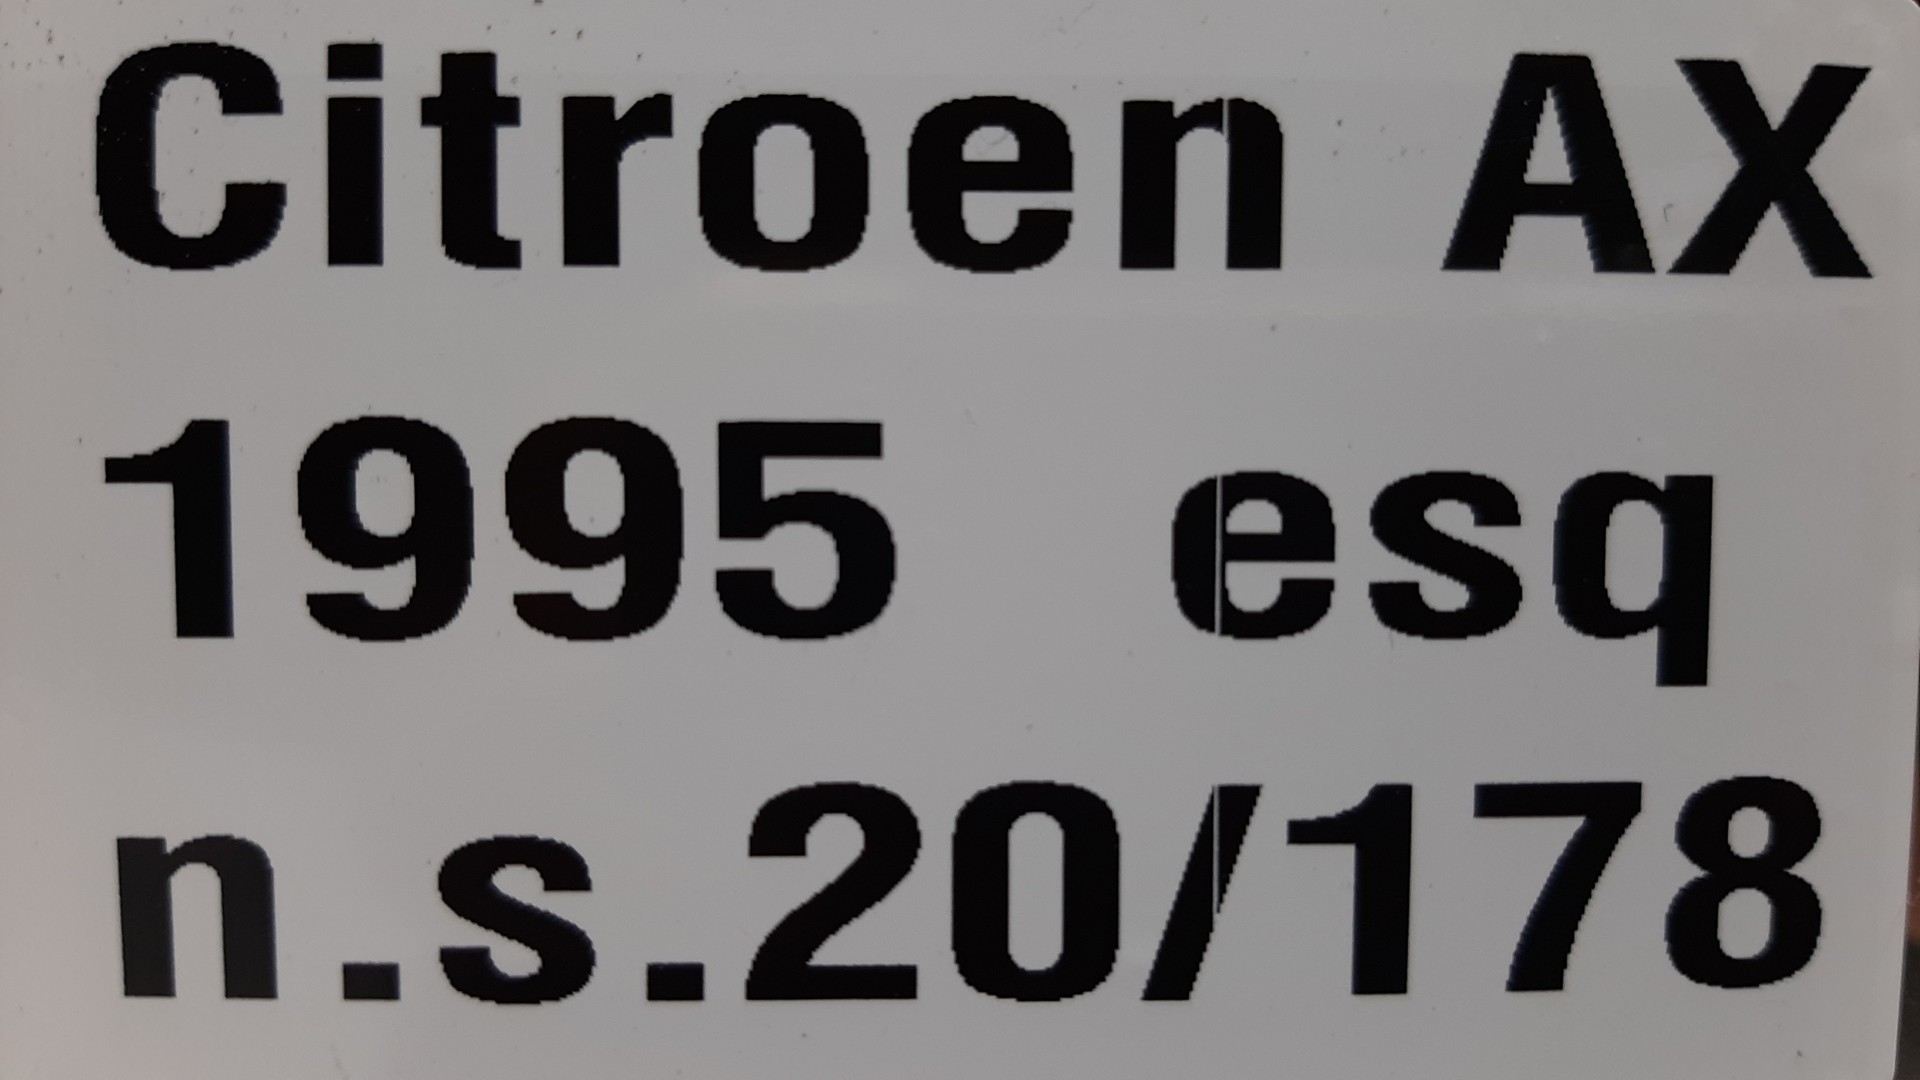 Citroen AX
1995 esq
n.s.20/178